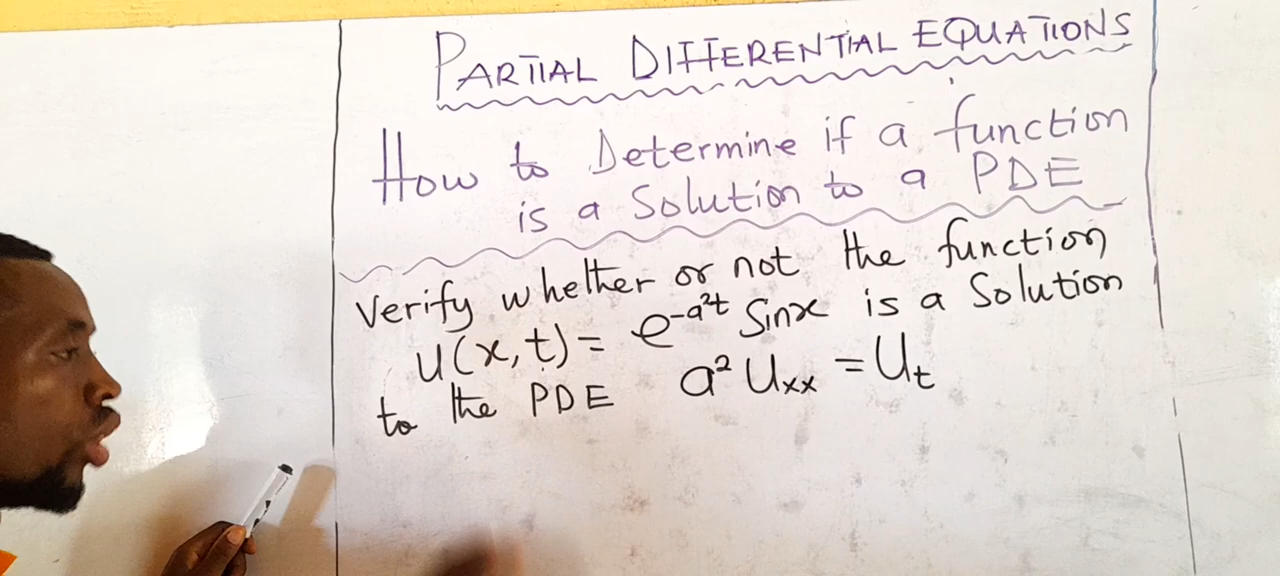 PARTIAL DIFFERENTIAL EQUATIONS
How to Determine if a function
is a Solution to a PDE
Verify whether or not the function
u(x,t) = e^{-a²t} Sinx is a Solution
to the PDE a² Uxx = Ut